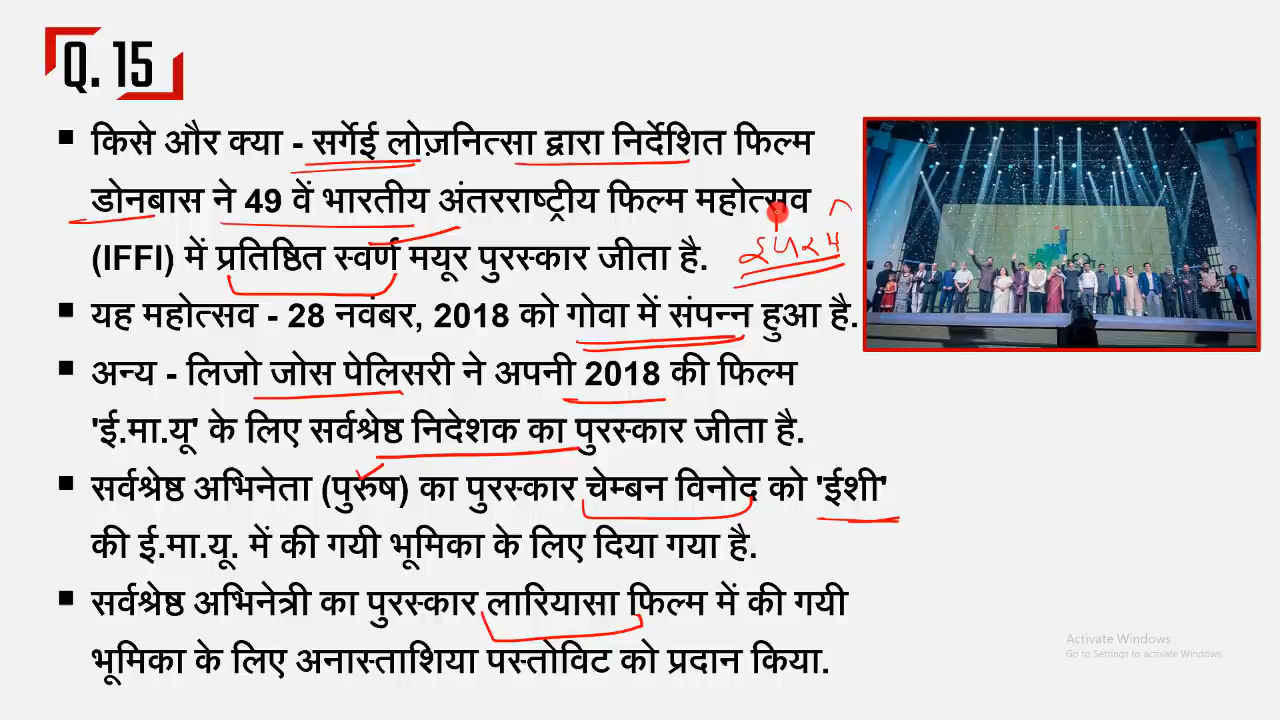 Q. 15
▪ किसे और क्या - सर्गेई लोज़नित्सा द्वारा निर्देशित फिल्म
डोनबास ने 49 वें भारतीय अंतरराष्ट्रीय फिल्म महोत्सव
(IFFI) में प्रतिष्ठित स्वर्ण मयूर पुरस्कार जीता है.
▪ यह महोत्सव - 28 नवंबर, 2018 को गोवा में संपन्न हुआ है.
▪ अन्य - लिजो जोस पेलिसरी ने अपनी 2018 की फिल्म
'ई.मा.यू' के लिए सर्वश्रेष्ठ निदेशक का पुरस्कार जीता है.
▪ सर्वश्रेष्ठ अभिनेता (पुरुष) का पुरस्कार चेम्बन विनोद को 'ईशी'
की ई.मा.यू. में की गयी भूमिका के लिए दिया गया है.
▪ सर्वश्रेष्ठ अभिनेत्री का पुरस्कार लारियासा फिल्म में की गयी
भूमिका के लिए अनास्ताशिया पस्तोविट को प्रदान किया.
Activate Windows
Go to Settings to activate Windows.